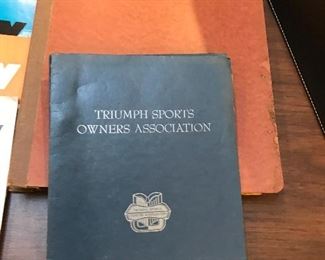 TRIUMPH SPORTS
OWNERS ASSOCIATION